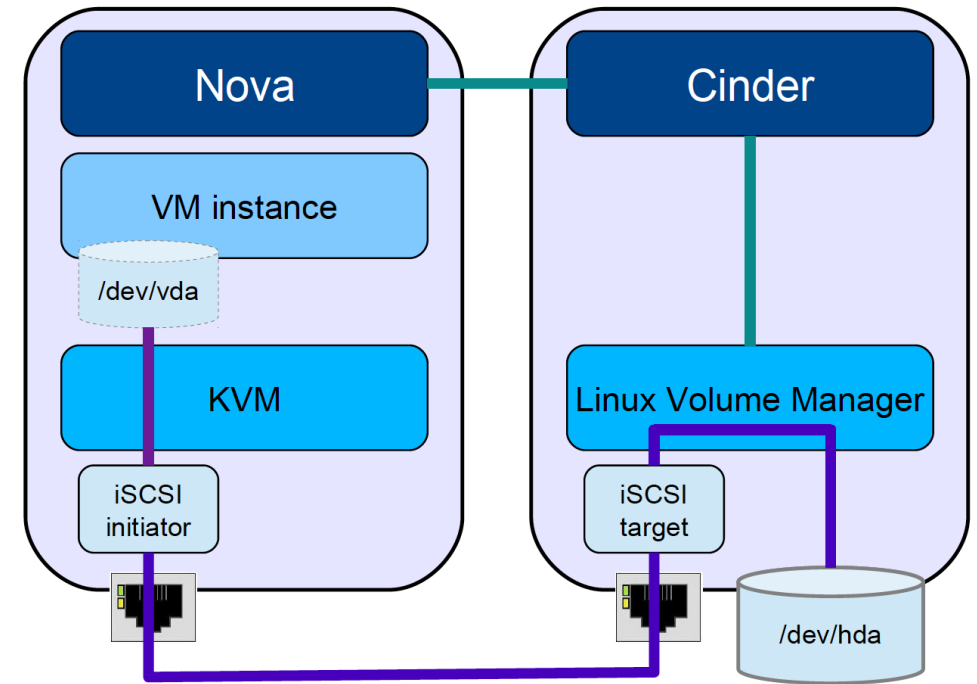 Nova
Cinder
VM instance
/dev/vda
KVM
Linux Volume Manager
iSCSI
initiator
iSCSI
target
/dev/hda